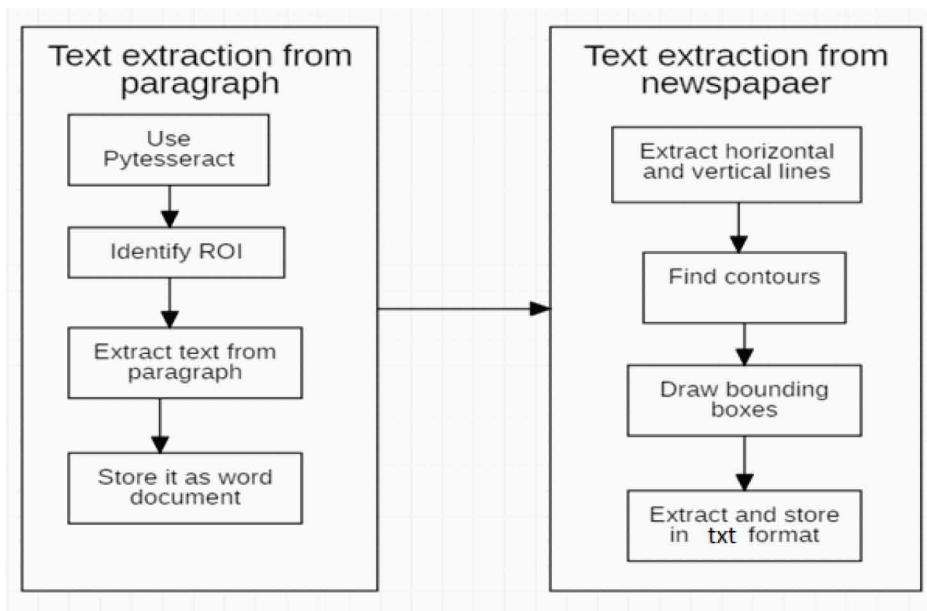 Text extraction from
paragraph
Use
Pytesseract
Identify ROI
Extract text from
paragraph
Store it as word
document
Text extraction from
newspapaer
Extract horizontal
and vertical lines
Find contours
Draw bounding
boxes
Extract and store
in txt format